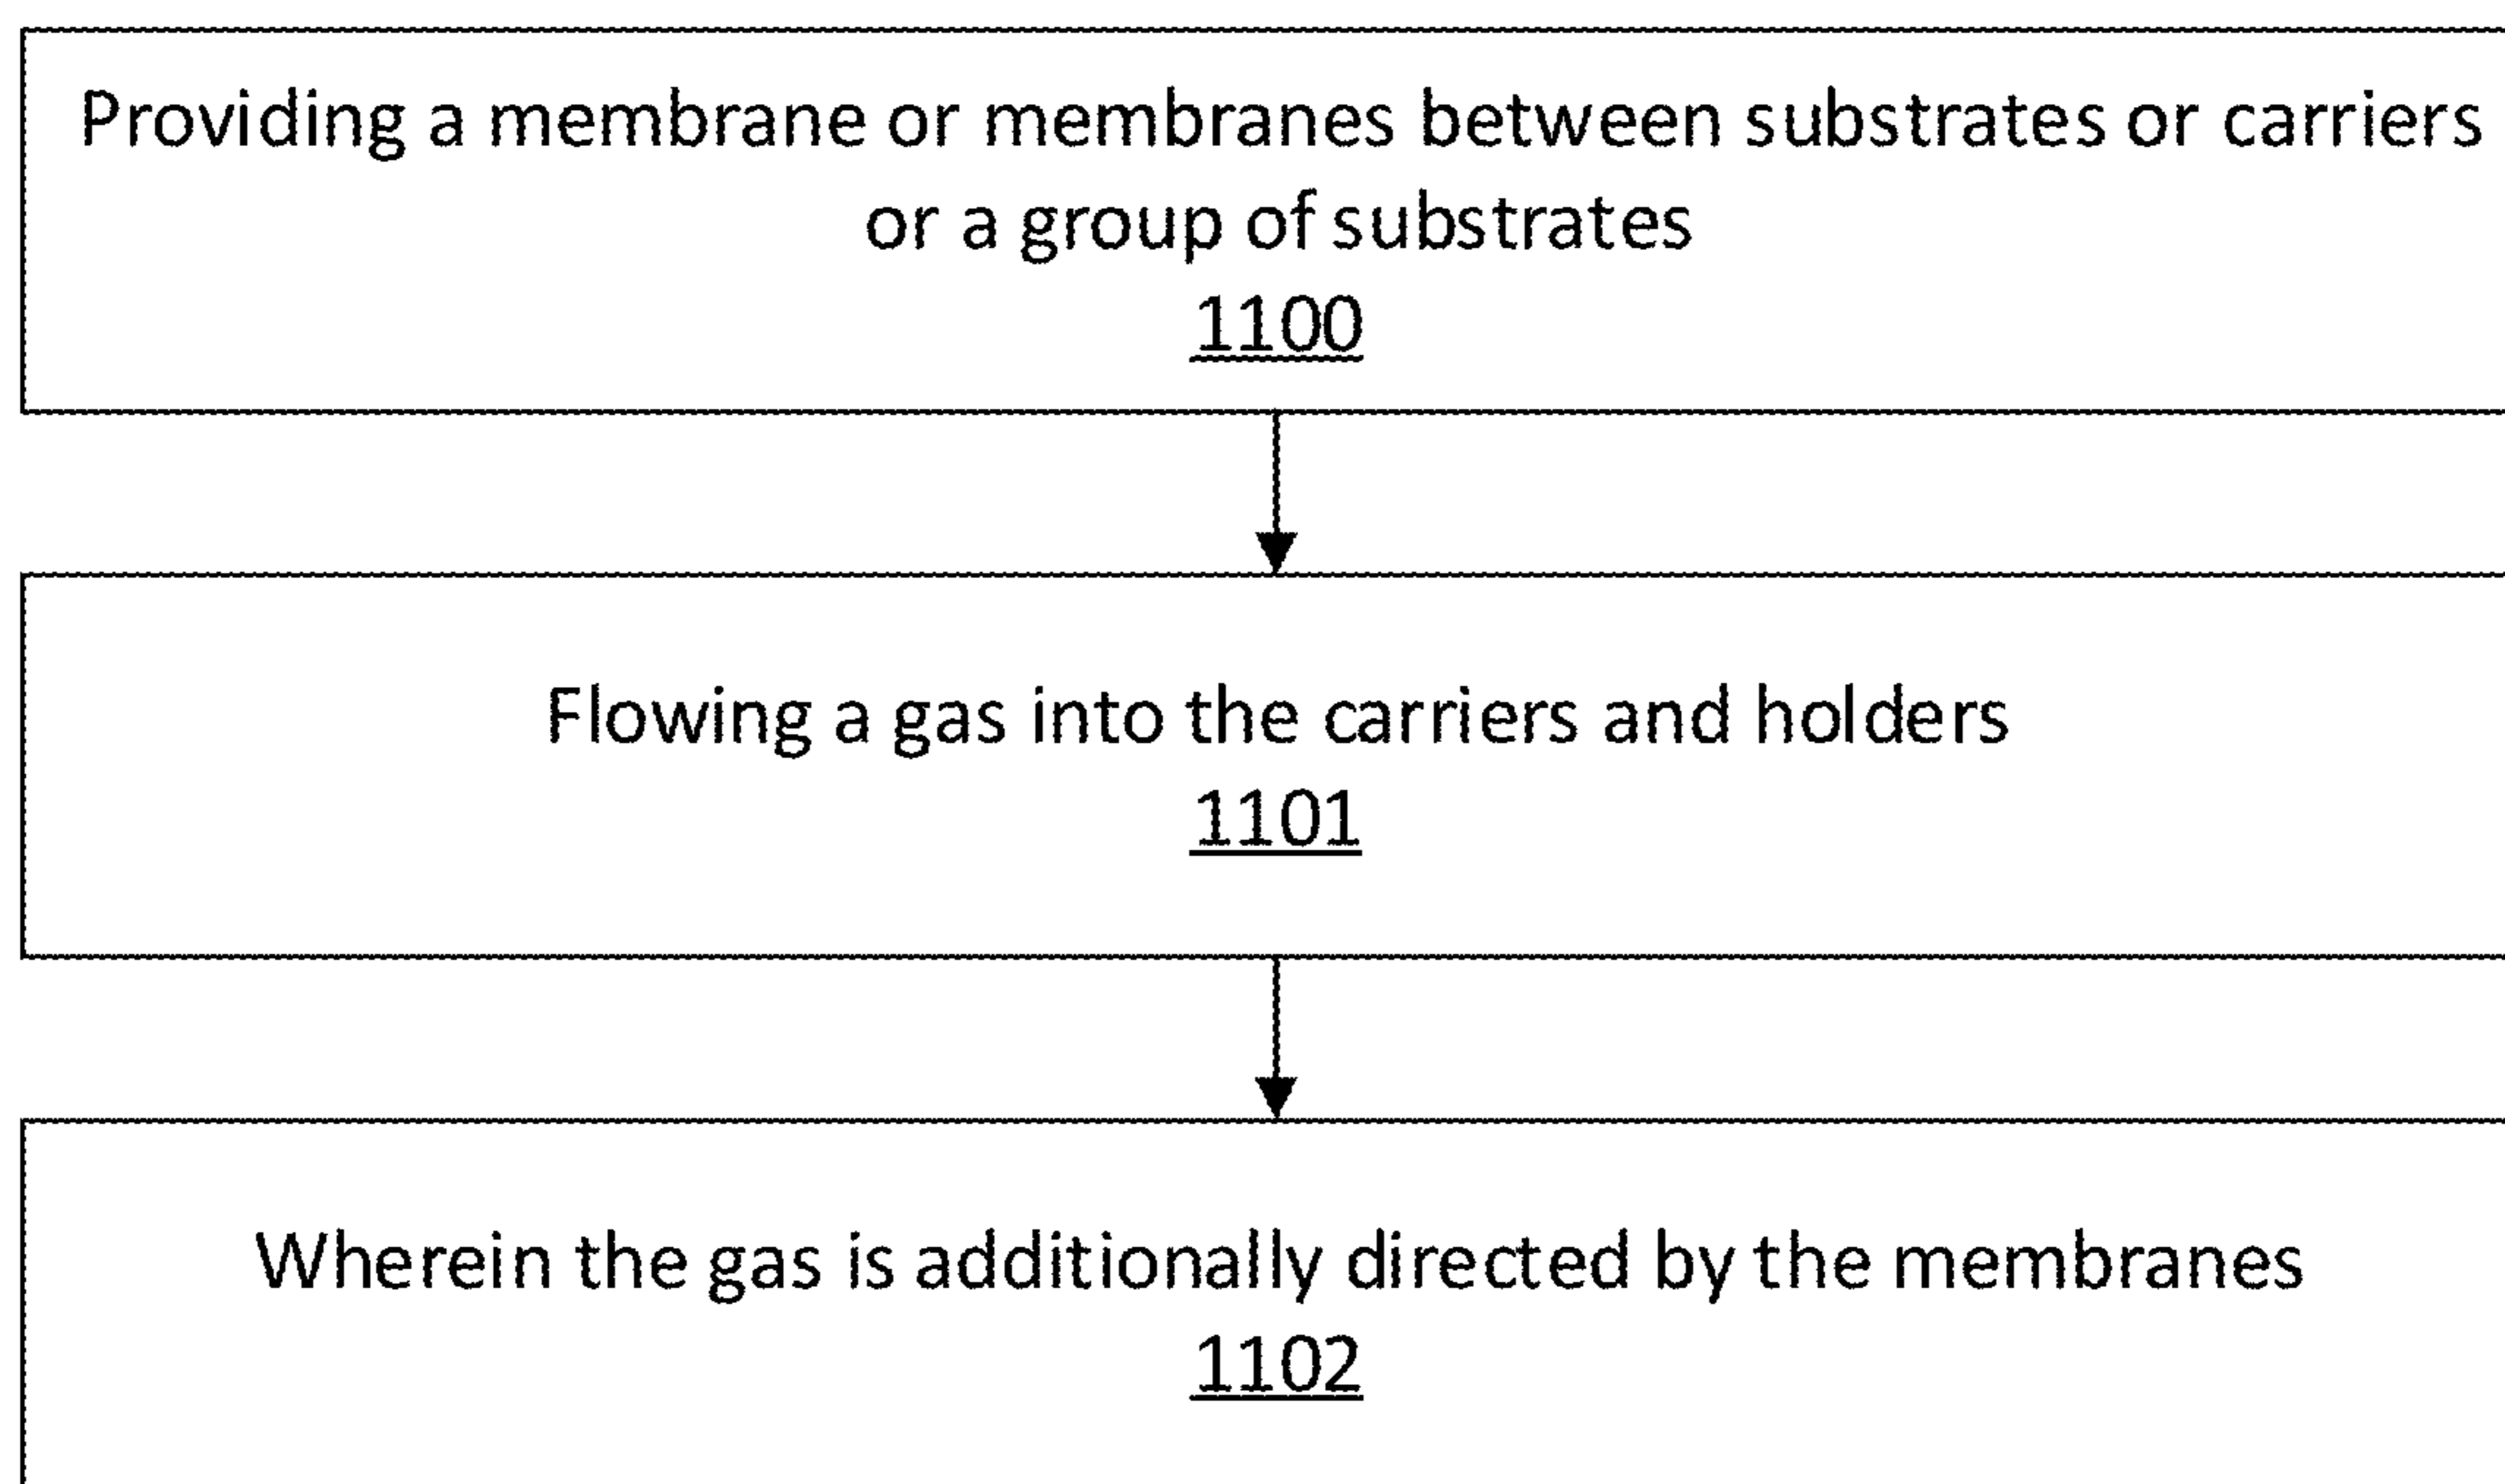 Providing a membrane or membranes between substrates or carriers
or a group of substrates
1100
Flowing a gas into the carriers and holders
1101
Wherein the gas is additionally directed by the membranes
1102